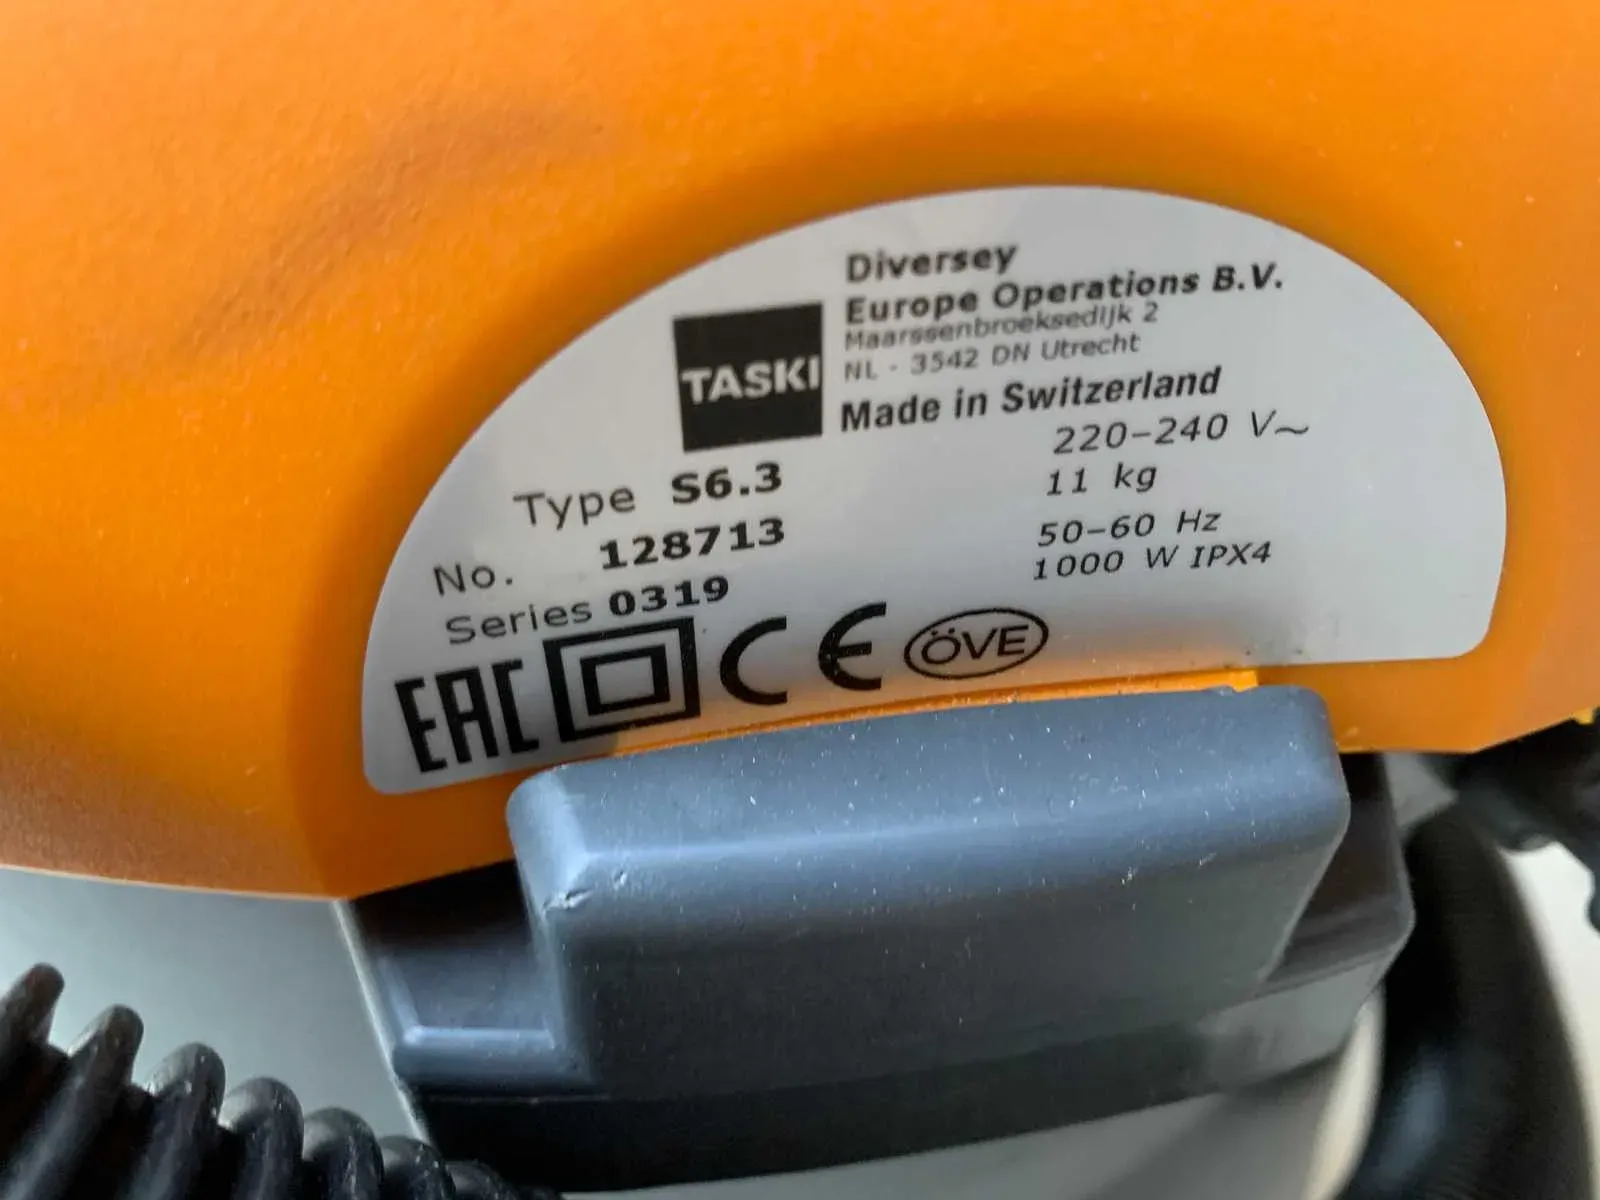 Diversey
Europe Operations B.V.
Maarssenbroeksedijk 2
NL - 3542 DN Utrecht
TASKI
Made in Switzerland
220-240 V~
Type S6.3
11 kg
No. 128713
50-60 Hz
Series 0319
1000 W IPX4
EAC CE ÖVE